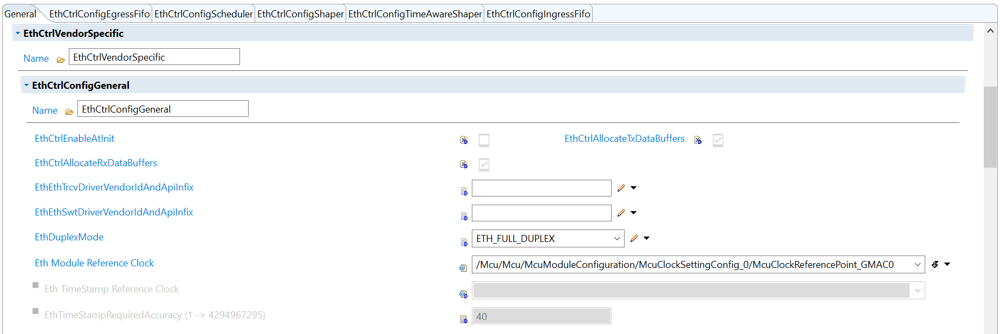 General EthCtrlConfigEgressFifo EthCtrlConfigScheduler EthCtrlConfigShaper EthCtrlConfigTimeAwareShaper EthCtrlConfigIngressFifo
EthCtrlVendorSpecific
Name EthCtrlVendorSpecific
EthCtrlConfigGeneral
Name EthCtrlConfigGeneral
EthCtrlEnableAtInit EthCtrlAllocateTxDataBuffers
EthCtrlAllocateRxDataBuffers
EthEthTrcvDriverVendorIdAndApiInfix
EthEthSwtDriverVendorIdAndApiInfix
EthDuplexMode ETH_FULL_DUPLEX
Eth Module Reference Clock /Mcu/Mcu/McuModuleConfiguration/McuClockSettingConfig_0/McuClockReferencePoint_GMAC0
Eth TimeStamp Reference Clock
EthTimeStampRequiredAccuracy (1 -> 4294967295) 40